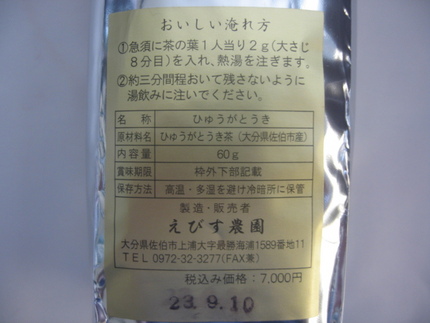 おいしい淹れ方
①急須に茶の葉1人当り2g(大さじ
8分目)を入れ、熱湯を注ぎます。
②約三分間程おいて残さないように
湯飲みに注いでください。
名 称 ひゅうがとうき
原材料名 ひゅうがとうき茶(大分県佐伯市産)
内容量 60g
賞味期限 枠外下部記載
保存方法 高温・多湿を避け冷暗所に保管
製造・販売者
えびす農園
大分県佐伯市上浦大字最勝海浦1589番地11
TEL 0972-32-3277(FAX兼)
税込み価格:7,000円
23.9.10